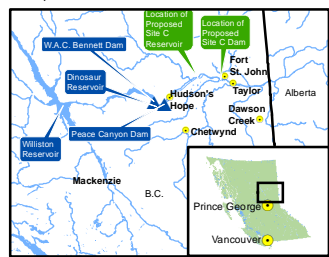 Location of
Proposed
Site C
Reservoir
Location of
Proposed
Site C Dam
W.A.C. Bennett Dam
Fort
St. John
Dinosaur
Reservoir
Hudson's
Hope
Taylor
Alberta
Dawson
Creek
Peace Canyon Dam
Chetwynd
Williston
Reservoir
Mackenzie
B.C.
Prince George
Vancouver